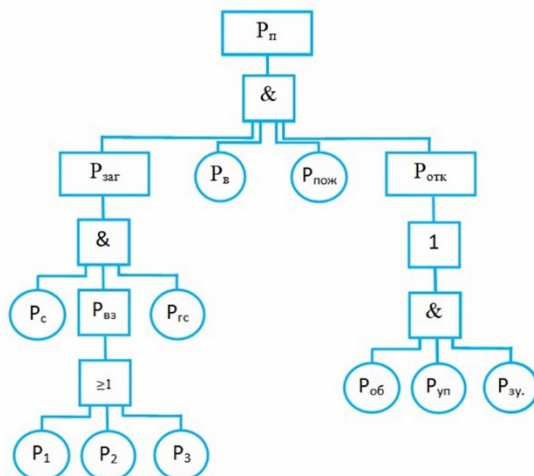 Pп
&
Pзаг Pв Pпож Pотк
& 1
Pс Pвз Pгс &
≥1 Pоб Pуп Pзу.
P1 P2 P3